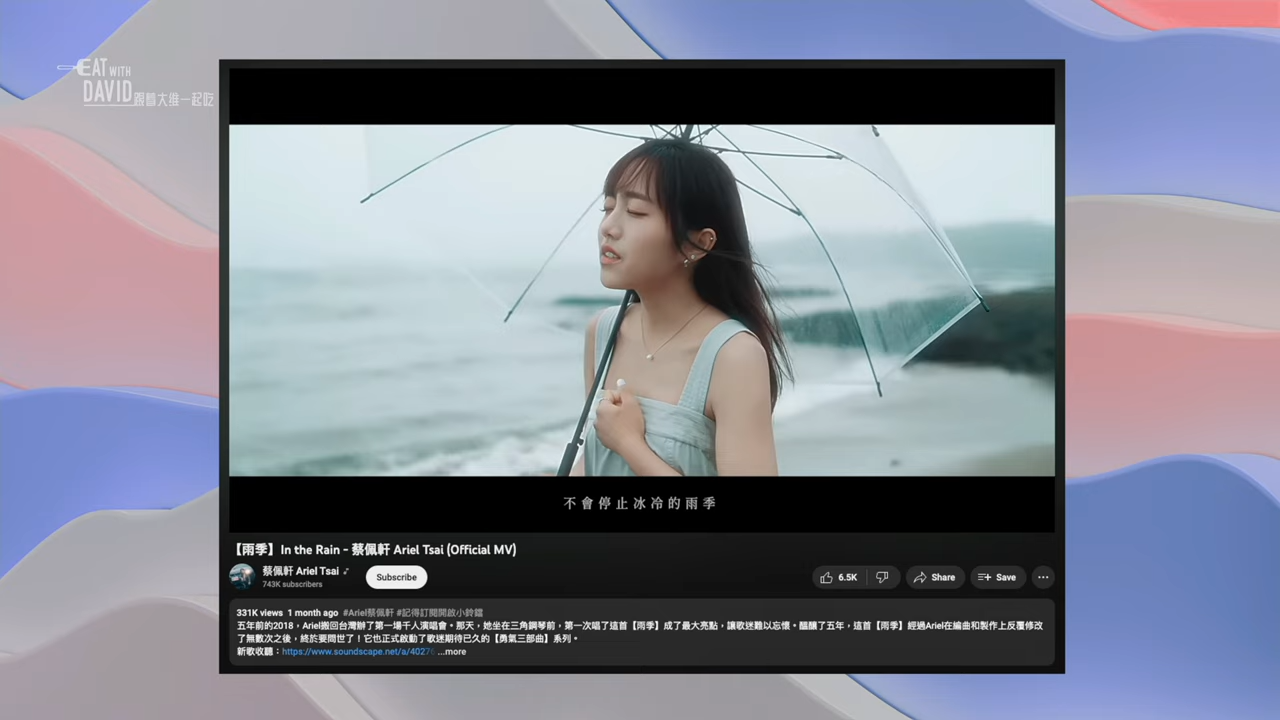 EAT WITH
DAVID 跟著大維一起吃
不會停止冰冷的雨季
【雨季】In the Rain - 蔡佩軒 Ariel Tsai (Official MV)
蔡佩軒 Ariel Tsai
743K subscribers
Subscribe
6.5K
Share
Save
331K views 1 month ago #Ariel蔡佩軒 #記得訂閱開啟小鈴鐺
五年前的2018，Ariel搬回台灣辦了第一場千人演唱會。那天，她坐在三角鋼琴前，第一次唱了這首【雨季】成了最大亮點，讓歌迷難以忘懷。醞釀了五年，這首【雨季】經過Ariel在編曲和製作上反覆修改
了無數次之後，終於要問世了！它也正式啟動了歌迷期待已久的【勇氣三部曲】系列。
新歌收聽：https://www.soundscape.net/a/40276 ...more